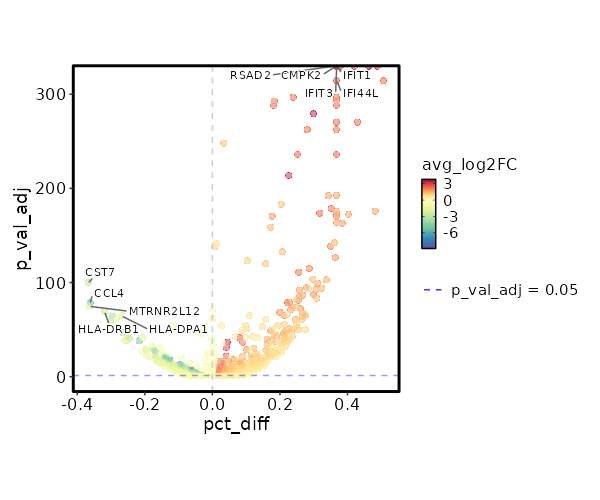 RSAD2 CMPK2 IFIT1
IFIT3 IFI44L
300
200
100
0
p_val_adj
CST7
CCL4
MTRNR2L12
HLA-DRB1 HLA-DPA1
-0.4 -0.2 0.0 0.2 0.4
pct_diff
avg_log2FC
3
0
-3
-6
p_val_adj = 0.05